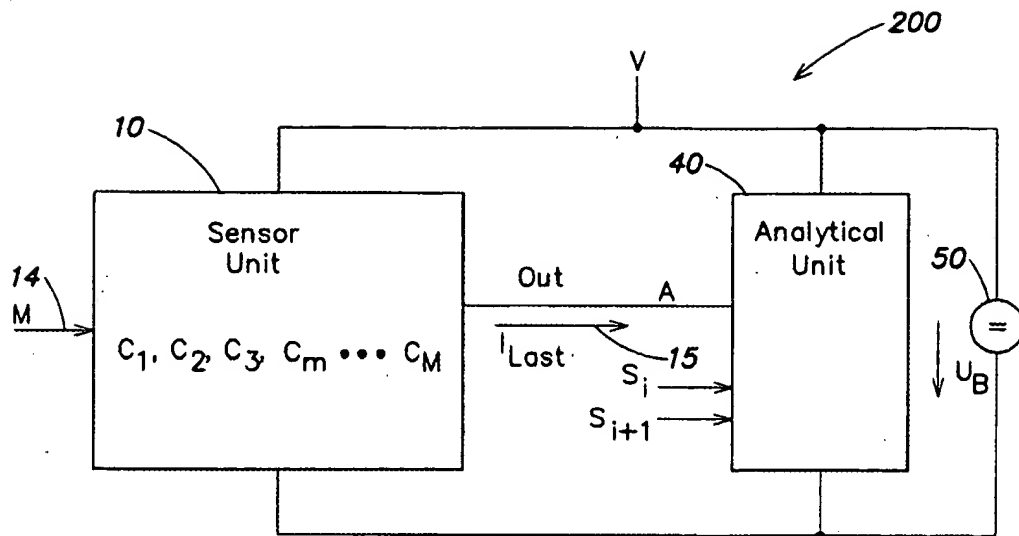 200
V
10
40
Sensor
Unit
Analytical
Unit
50
14
M
Out
A
=
C1, C2, C3, Cm ••• CM
ILast
15
Si
UB
Si+1